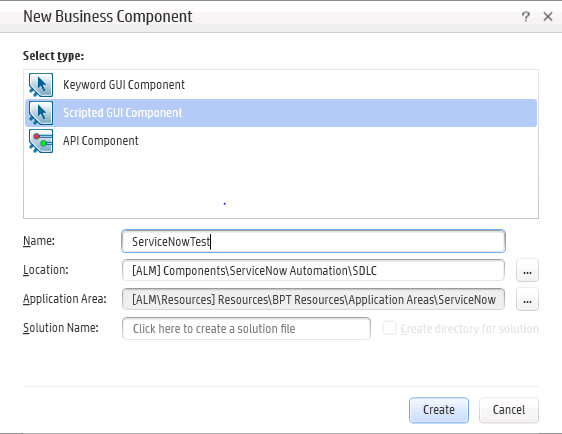 New Business Component
? ×
Select type:
Keyword GUI Component
Scripted GUI Component
API Component
Name: ServiceNowTest
Location: [ALM] Components\ServiceNow Automation\SDLC ...
Application Area: [ALM\Resources] Resources\BPT Resources\Application Areas\ServiceNow ...
Solution Name: Click here to create a solution file Create directory for solution
Create Cancel